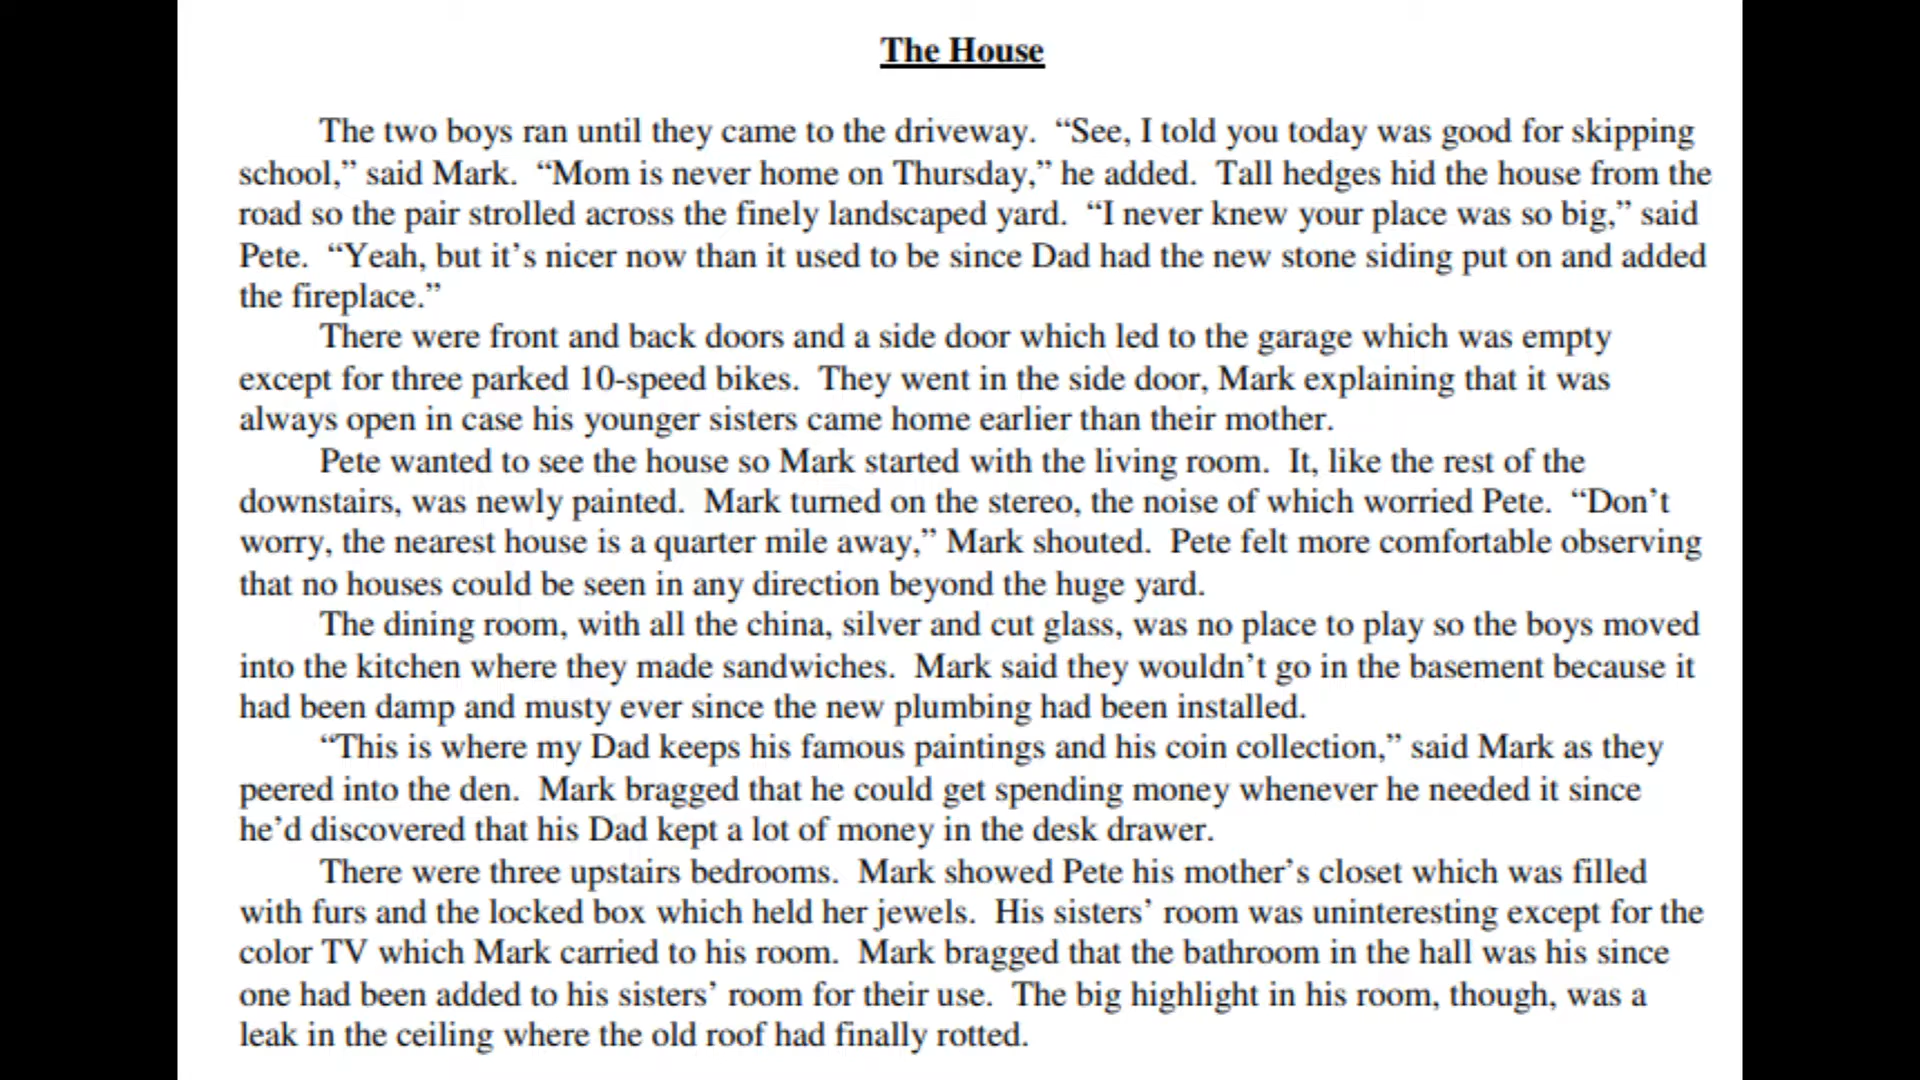 The House
The two boys ran until they came to the driveway.  “See, I told you today was good for skipping
school,” said Mark.  “Mom is never home on Thursday,” he added.  Tall hedges hid the house from the
road so the pair strolled across the finely landscaped yard.  “I never knew your place was so big,” said
Pete.  “Yeah, but it’s nicer now than it used to be since Dad had the new stone siding put on and added
the fireplace.”
There were front and back doors and a side door which led to the garage which was empty
except for three parked 10-speed bikes.  They went in the side door, Mark explaining that it was
always open in case his younger sisters came home earlier than their mother.
Pete wanted to see the house so Mark started with the living room.  It, like the rest of the
downstairs, was newly painted.  Mark turned on the stereo, the noise of which worried Pete.  “Don’t
worry, the nearest house is a quarter mile away,” Mark shouted.  Pete felt more comfortable observing
that no houses could be seen in any direction beyond the huge yard.
The dining room, with all the china, silver and cut glass, was no place to play so the boys moved
into the kitchen where they made sandwiches.  Mark said they wouldn’t go in the basement because it
had been damp and musty ever since the new plumbing had been installed.
“This is where my Dad keeps his famous paintings and his coin collection,” said Mark as they
peered into the den.  Mark bragged that he could get spending money whenever he needed it since
he’d discovered that his Dad kept a lot of money in the desk drawer.
There were three upstairs bedrooms.  Mark showed Pete his mother’s closet which was filled
with furs and the locked box which held her jewels.  His sisters’ room was uninteresting except for the
color TV which Mark carried to his room.  Mark bragged that the bathroom in the hall was his since
one had been added to his sisters’ room for their use.  The big highlight in his room, though, was a
leak in the ceiling where the old roof had finally rotted.